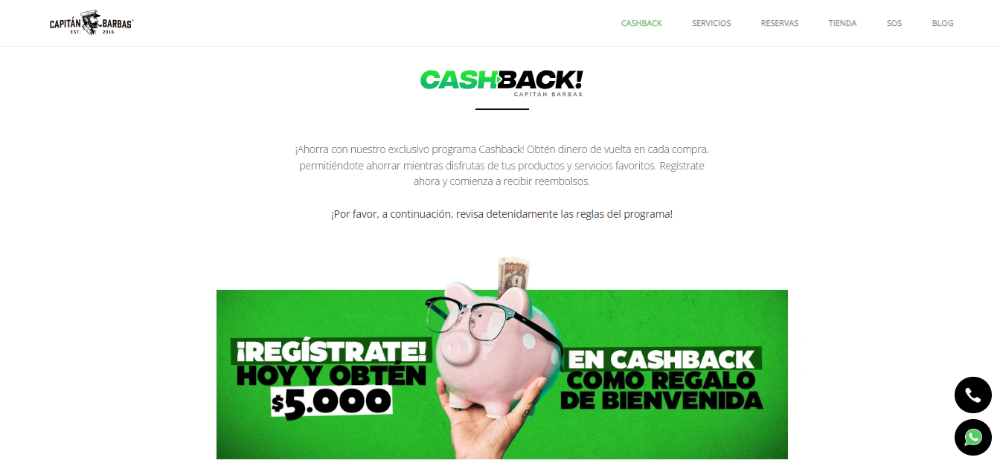 CAPITÁN BARBAS
EST. 2016
CASHBACK SERVICIOS RESERVAS TIENDA SOS BLOG
CASHBACK!
CAPITÁN BARBAS
¡Ahorra con nuestro exclusivo programa Cashback! Obtén dinero de vuelta en cada compra,
permitiéndote ahorrar mientras disfrutas de tus productos y servicios favoritos. Regístrate
ahora y comienza a recibir reembolsos.
¡Por favor, a continuación, revisa detenidamente las reglas del programa!
¡REGÍSTRATE!
HOY Y OBTÉN
$5.000
EN CASHBACK
COMO REGALO
DE BIENVENIDA